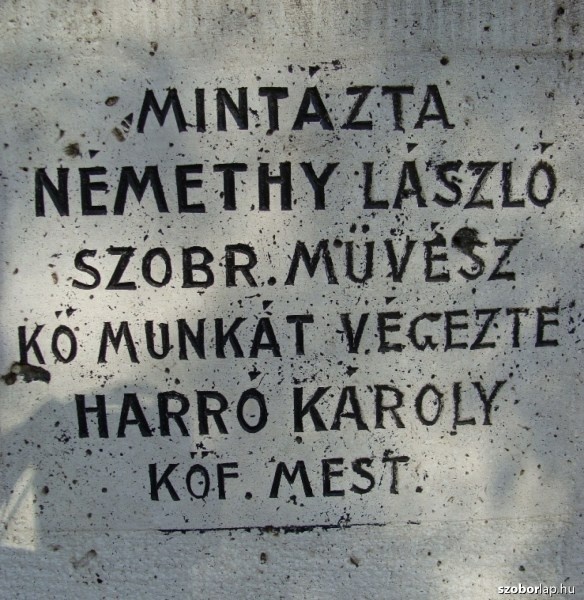 MINTÁZTA
NÉMETHY LÁSZLÓ
SZOBR. MŰVÉSZ
KŐ MUNKÁT VÉGEZTE
HARRÓ KÁROLY
KŐF. MEST.
szoborlap.hu